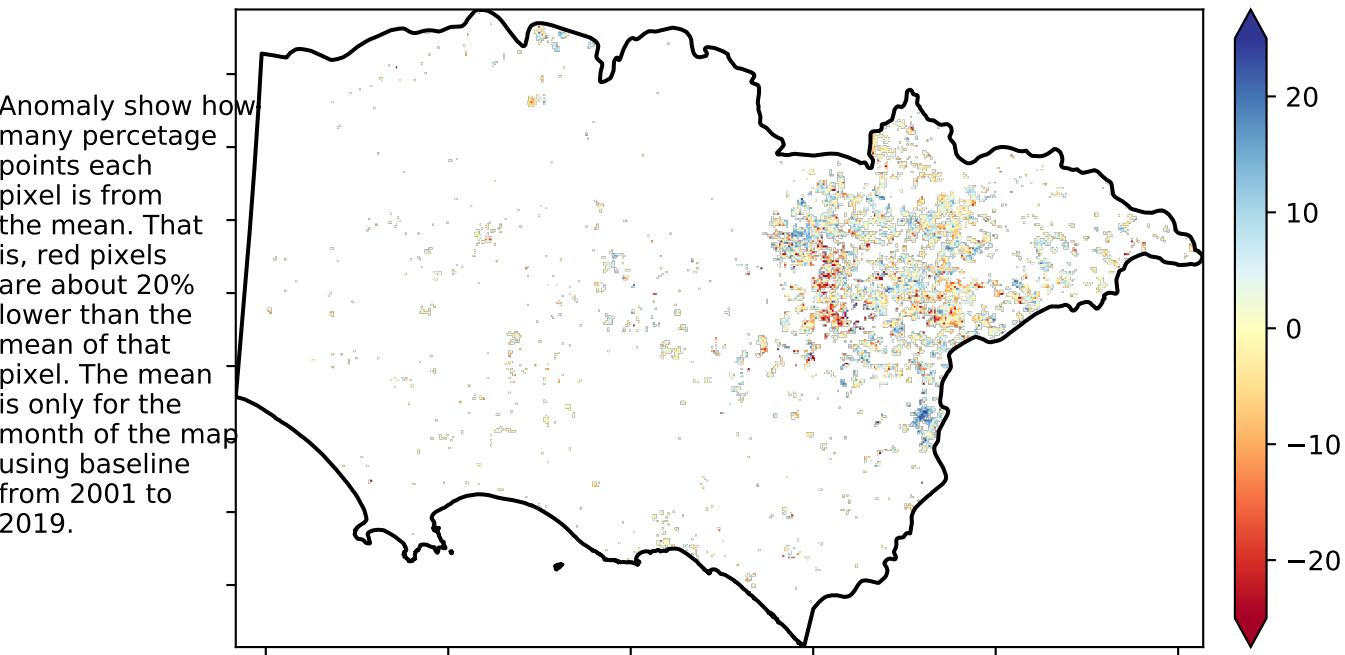 Anomaly show how
many percetage
points each
pixel is from
the mean. That
is, red pixels
are about 20%
lower than the
mean of that
pixel. The mean
is only for the
month of the map
using baseline
from 2001 to
2019.
20
10
0
−10
−20